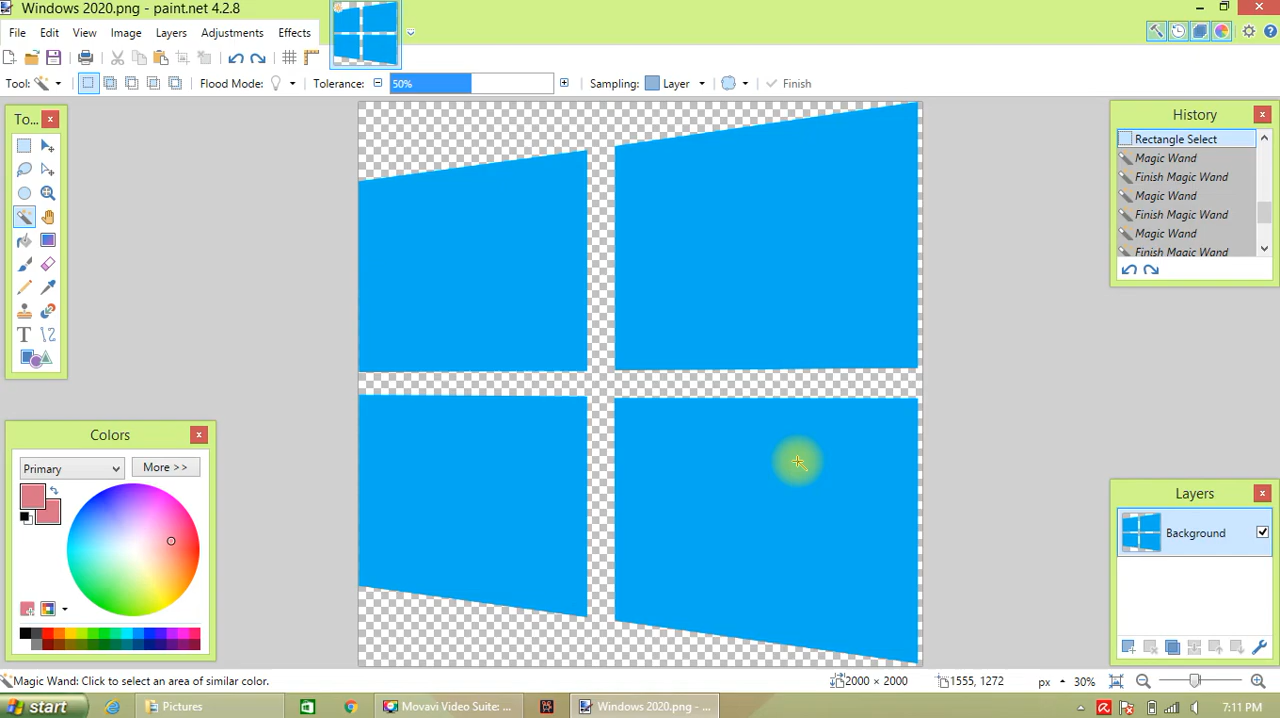 Windows 2020.png - paint.net 4.2.8
File Edit View Image Layers Adjustments Effects
Tool: Flood Mode: Tolerance: 50% Sampling: Layer Finish
To...
History
Rectangle Select
Magic Wand
Finish Magic Wand
Magic Wand
Finish Magic Wand
Magic Wand
Finish Magic Wand
Colors
Primary More >>
Layers
Background
Magic Wand: Click to select an area of similar color. 2000 × 2000 1555, 1272 px 30%
start Pictures Movavi Video Suite: ... Windows 2020.png - ... 7:11 PM